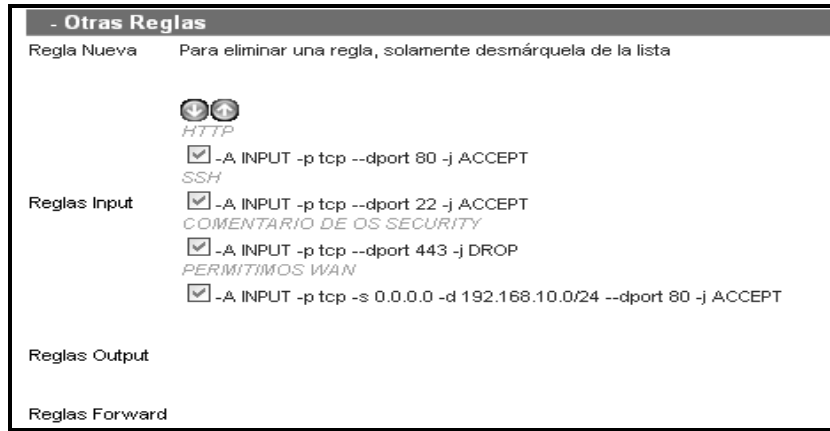 - Otras Reglas
Regla Nueva Para eliminar una regla, solamente desmárquela de la lista
HTTP
-A INPUT -p tcp --dport 80 -j ACCEPT
SSH
Reglas Input -A INPUT -p tcp --dport 22 -j ACCEPT
COMENTARIO DE OS SECURITY
-A INPUT -p tcp --dport 443 -j DROP
PERMITIMOS WAN
-A INPUT -p tcp -s 0.0.0.0 -d 192.168.10.0/24 --dport 80 -j ACCEPT
Reglas Output
Reglas Forward